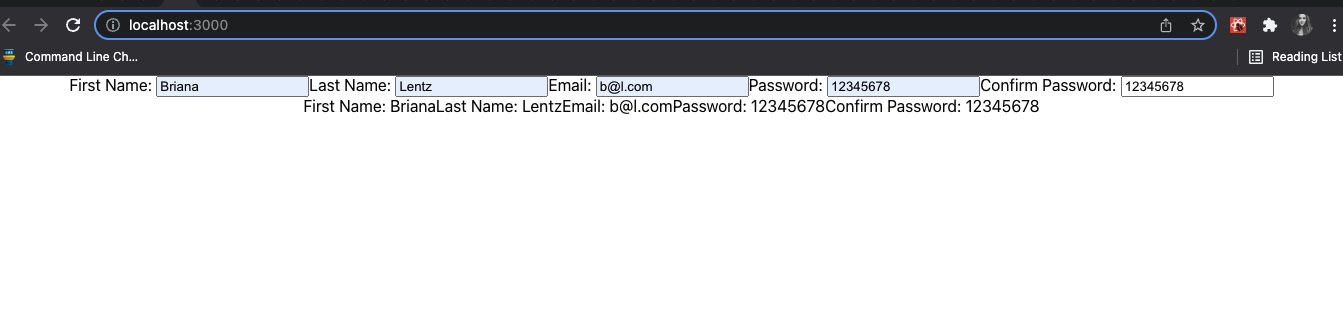 localhost:3000
Command Line Ch...
Reading List
First Name: Briana Last Name: Lentz Email: b@l.com Password: 12345678 Confirm Password: 12345678
First Name: BrianaLast Name: LentzEmail: b@l.comPassword: 12345678Confirm Password: 12345678